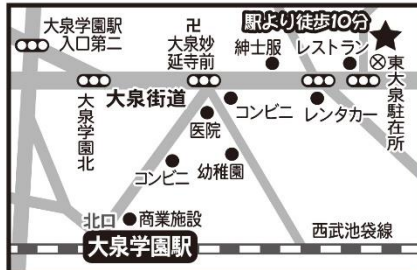 大泉学園駅
入口第二
大泉妙
延寺前
駅より徒歩10分
紳士服
レストラン
東大泉駐在所
大泉学園北
大泉街道
コンビニ
レンタカー
医院
コンビニ
幼稚園
北口
商業施設
西武池袋線
大泉学園駅